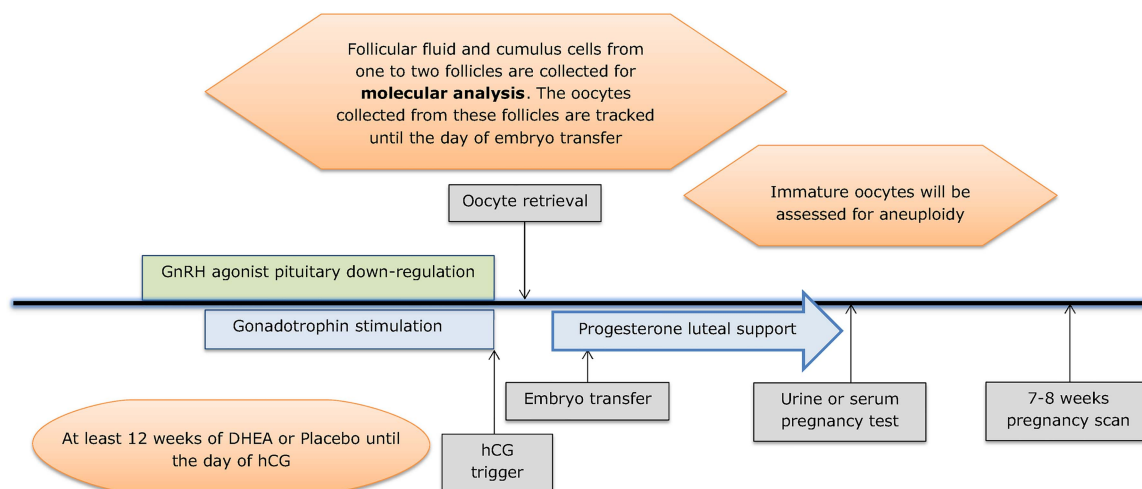 Follicular fluid and cumulus cells from
one to two follicles are collected for
molecular analysis. The oocytes
collected from these follicles are tracked
until the day of embryo transfer
Immature oocytes will be
assessed for aneuploidy
Oocyte retrieval
GnRH agonist pituitary down-regulation
Gonadotrophin stimulation
Progesterone luteal support
Embryo transfer
Urine or serum
pregnancy test
7-8 weeks
pregnancy scan
At least 12 weeks of DHEA or Placebo until
the day of hCG
hCG
trigger